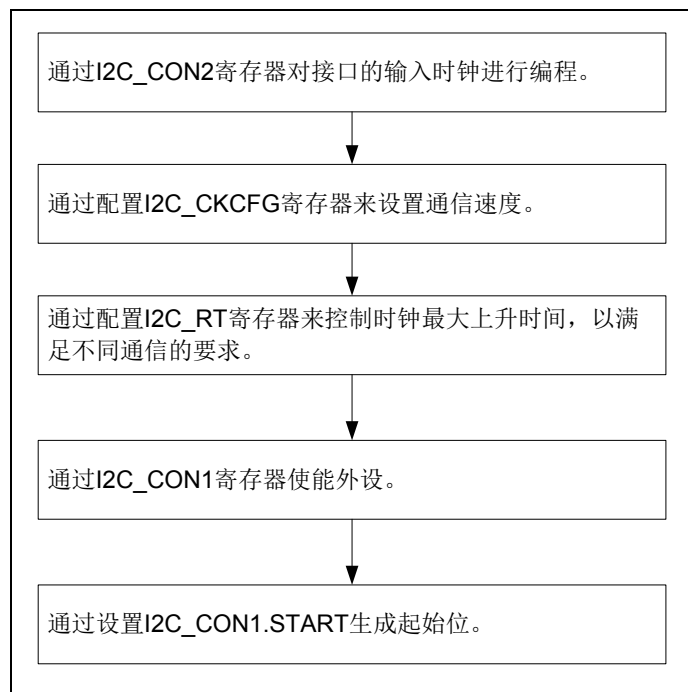 通过I2C_CON2寄存器对接口的输入时钟进行编程。
通过配置I2C_CKCFG寄存器来设置通信速度。
通过配置I2C_RT寄存器来控制时钟最大上升时间，以满
足不同通信的要求。
通过I2C_CON1寄存器使能外设。
通过设置I2C_CON1.START生成起始位。